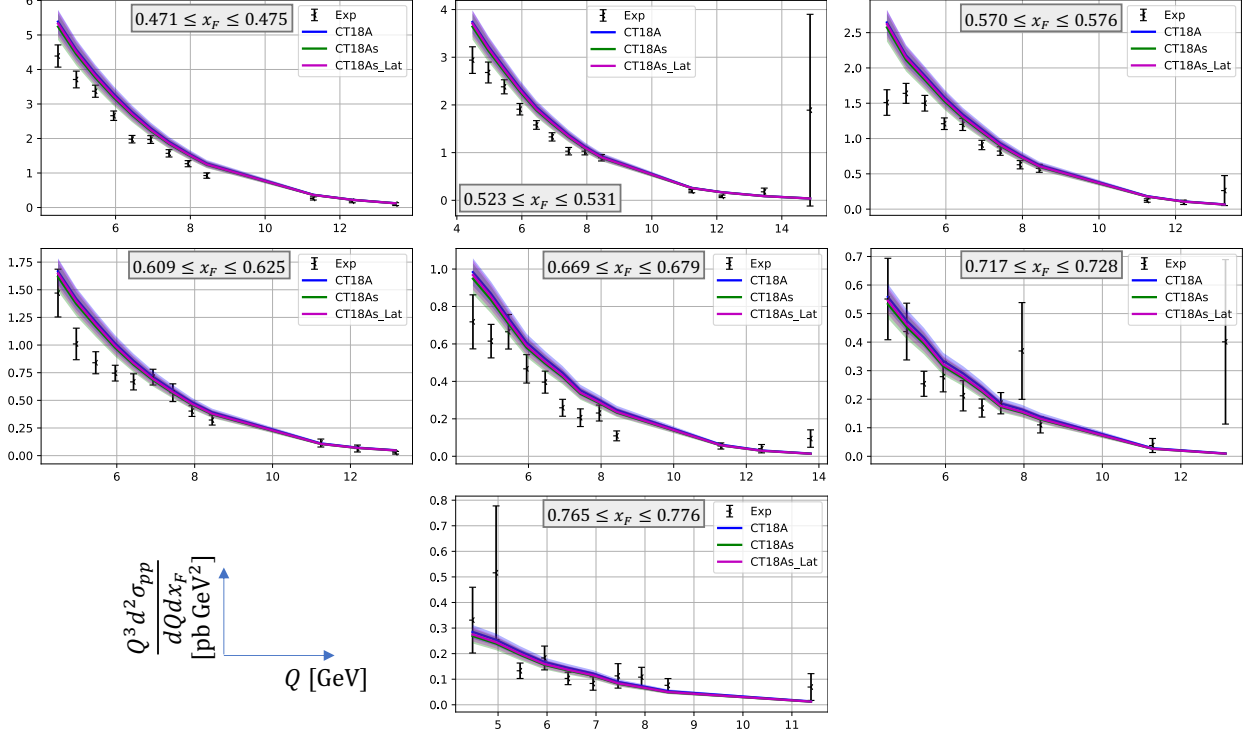 0.471 ≤ x_F ≤ 0.475
Exp
CT18A
CT18As
CT18As_Lat
6
5
4
3
2
1
0
6 8 10 12
0.523 ≤ x_F ≤ 0.531
Exp
CT18A
CT18As
CT18As_Lat
4
3
2
1
0
4 6 8 10 12 14
0.570 ≤ x_F ≤ 0.576
Exp
CT18A
CT18As
CT18As_Lat
2.5
2.0
1.5
1.0
0.5
0.0
6 8 10 12
0.609 ≤ x_F ≤ 0.625
Exp
CT18A
CT18As
CT18As_Lat
1.75
1.50
1.25
1.00
0.75
0.50
0.25
0.00
6 8 10 12
0.669 ≤ x_F ≤ 0.679
Exp
CT18A
CT18As
CT18As_Lat
1.0
0.8
0.6
0.4
0.2
0.0
6 8 10 12 14
0.717 ≤ x_F ≤ 0.728
Exp
CT18A
CT18As
CT18As_Lat
0.7
0.6
0.5
0.4
0.3
0.2
0.1
0.0
6 8 10 12
0.765 ≤ x_F ≤ 0.776
Exp
CT18A
CT18As
CT18As_Lat
0.8
0.7
0.6
0.5
0.4
0.3
0.2
0.1
0.0
5 6 7 8 9 10 11
Q³ d² σ_pp
dQdx_F
[pb GeV²]
Q [GeV]